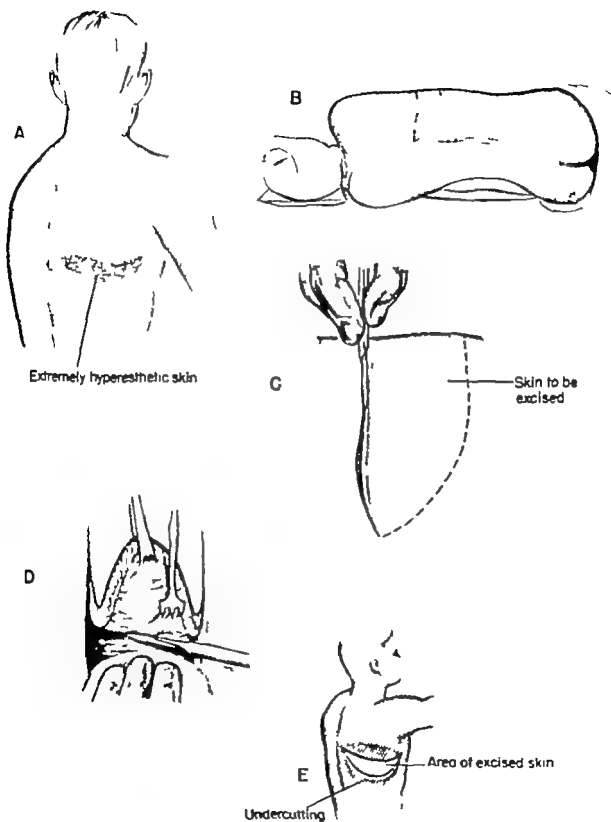 A
B
Extremely hyperesthetic skin
C
Skin to be
excised
D
E
Area of excised skin
Undercutting